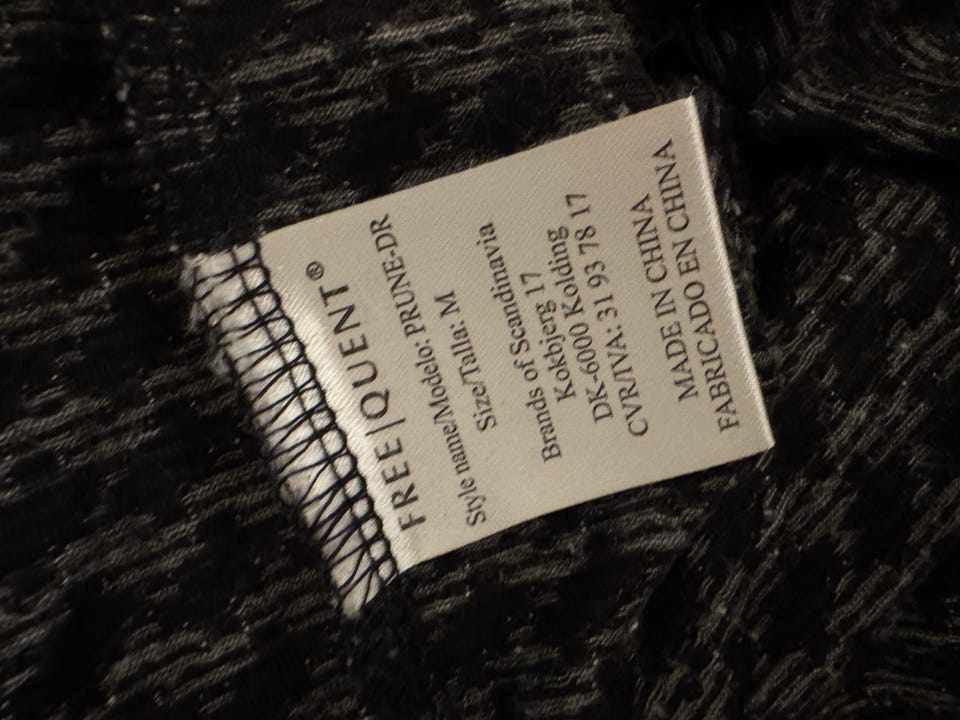 FREE|QUENT®
Style name/Modelo: PRUNE-DR
Size/Talla: M
Brands of Scandinavia
Kokbjerg 17
DK-6000 Kolding
CVR/IVA: 31 93 78 17
MADE IN CHINA
FABRICADO EN CHINA